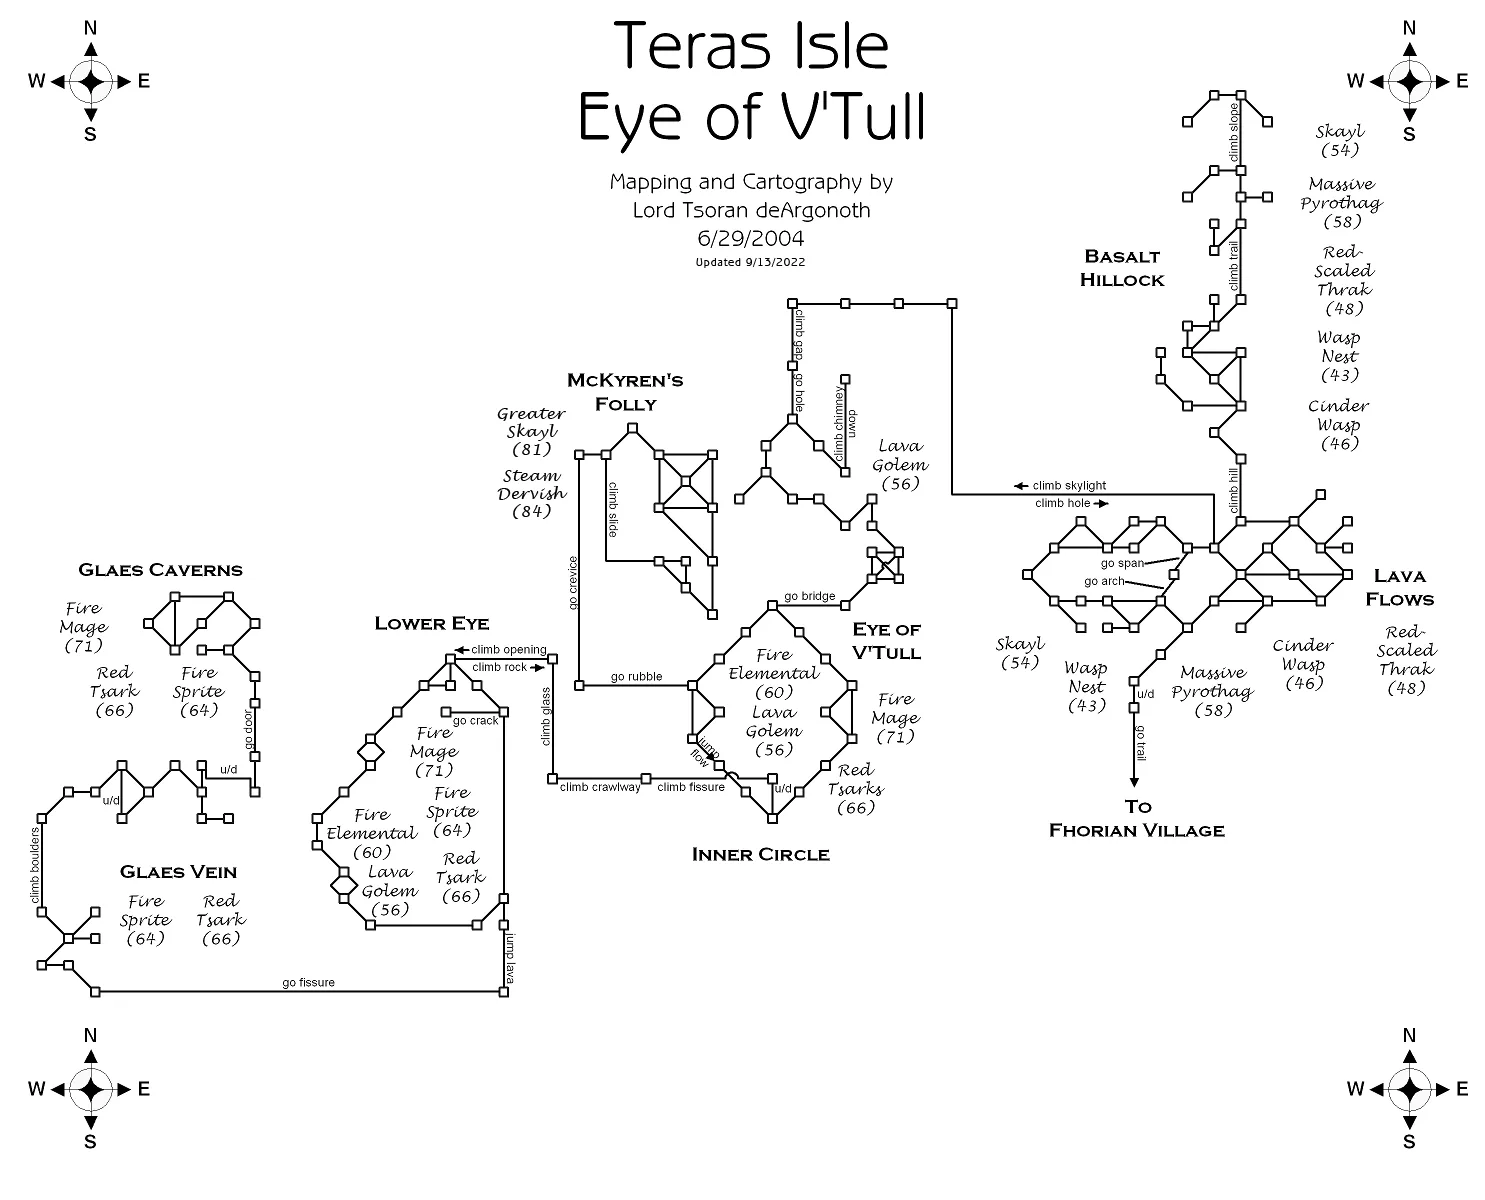 Teras Isle
Eye of V'Tull
Mapping and Cartography by
Lord Tsoran deArgonoth
6/29/2004
Updated 9/13/2022
N
W
E
S
N
W
E
S
climb slope
Skayl
(54)
Massive
Pyrothag
(58)
BASALT
HILLOCK
climb trail
Red-
Scaled
Thrak
(48)
Wasp
Nest
(43)
Cinder
Wasp
(46)
climb hill
climb gap
go hole
climb chimney
down
Lava
Golem
(56)
MCKYREN'S
FOLLY
Greater
Skayl
(81)
Steam
Dervish
(84)
climb slide
go crevice
climb skylight
climb hole
go span
go arch
LAVA
FLOWS
Skayl
(54)
Wasp
Nest
(43)
Massive
Pyrothag
(58)
Cinder
Wasp
(46)
Red-
Scaled
Thrak
(48)
u/d
go trail
TO
FHORIAN VILLAGE
GLAES CAVERNS
Fire
Mage
(71)
Red
Tsark
(66)
Fire
Sprite
(64)
go door
u/d
u/d
climb boulders
GLAES VEIN
Fire
Sprite
(64)
Red
Tsark
(66)
go fissure
LOWER EYE
climb opening
climb rock
go crack
climb glass
Fire
Mage
(71)
Fire
Sprite
(64)
Fire
Elemental
(60)
Lava
Golem
(56)
Red
Tsark
(66)
jump lava
go bridge
EYE OF
V'TULL
go rubble
Fire
Elemental
(60)
Lava
Golem
(56)
Fire
Mage
(71)
Red
Tsarks
(66)
jump
flow
climb crawlway
climb fissure
u/d
INNER CIRCLE
N
W
E
S
N
W
E
S